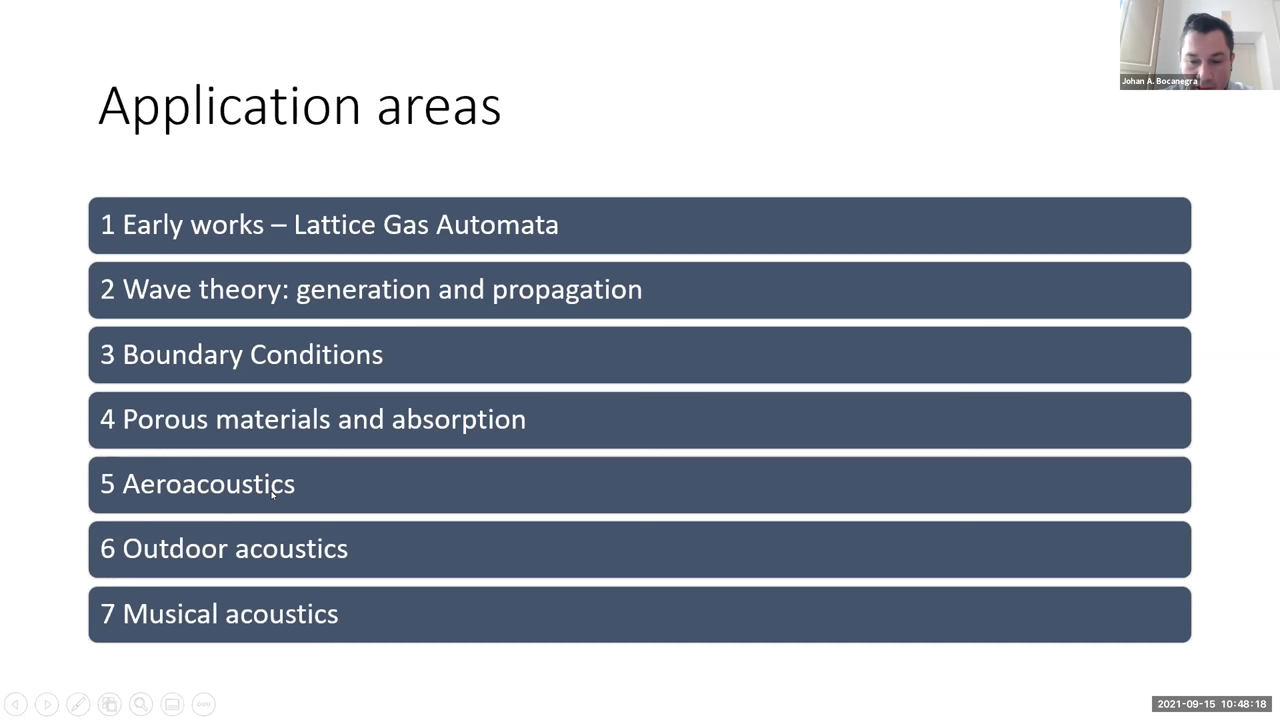 Johan A. Bocanegra
Application areas
1 Early works – Lattice Gas Automata
2 Wave theory: generation and propagation
3 Boundary Conditions
4 Porous materials and absorption
5 Aeroacoustics
6 Outdoor acoustics
7 Musical acoustics
2021-09-15 10:48:18